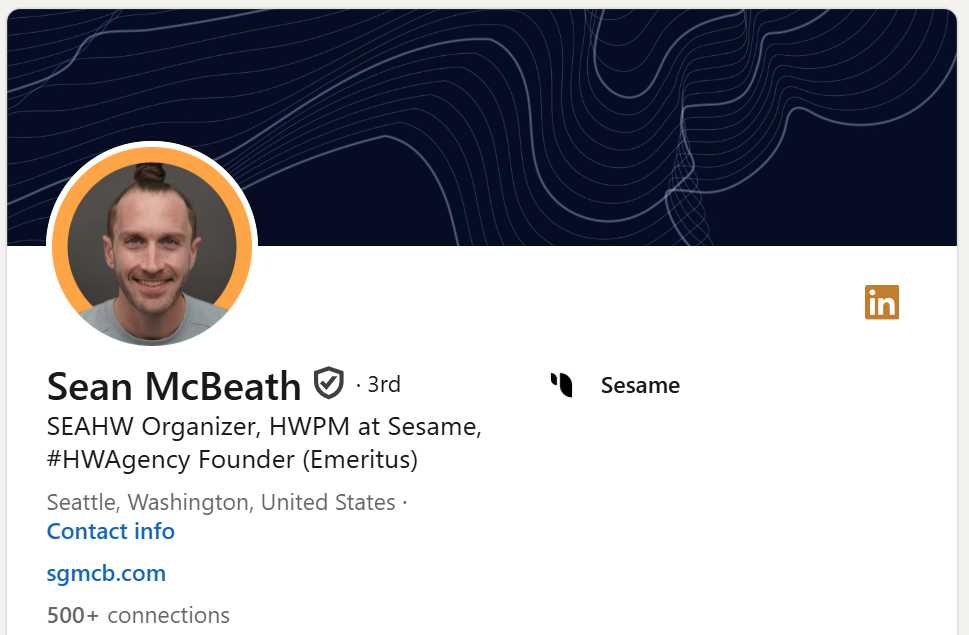 in
Sean McBeath · 3rd
Sesame
SEAHW Organizer, HWPM at Sesame,
#HWAgency Founder (Emeritus)
Seattle, Washington, United States ·
Contact info
sgmcb.com
500+ connections